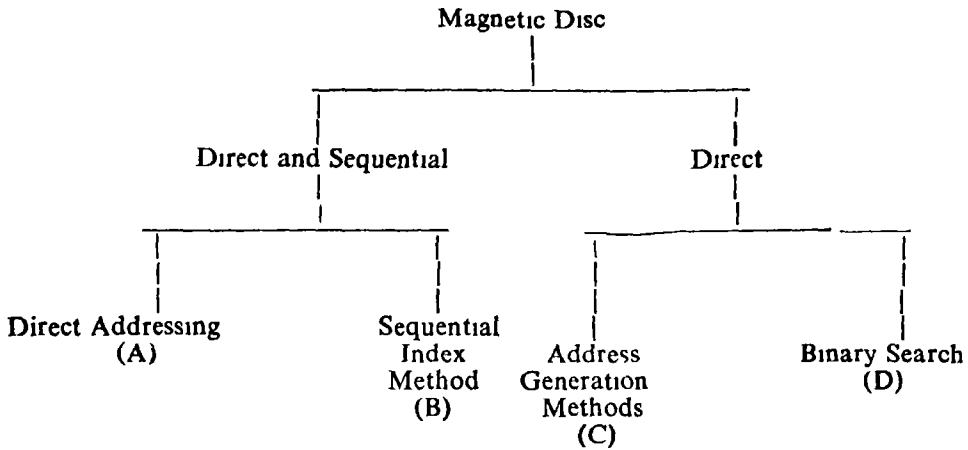 Magnetic Disc
Direct and Sequential
Direct
Direct Addressing
(A)
Sequential
Index
Method
(B)
Address
Generation
Methods
(C)
Binary Search
(D)